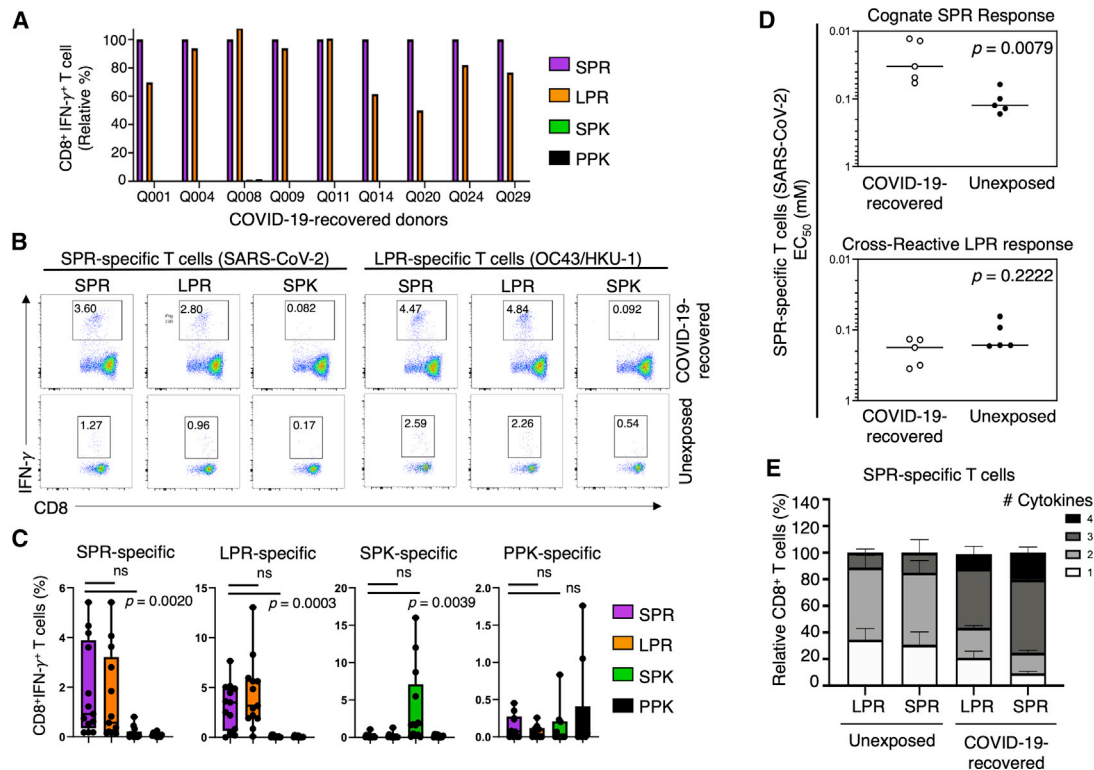 A
CD8+ IFN-γ+ T cell
(Relative %)
100
80
60
40
20
0
Q001 Q004 Q008 Q009 Q011 Q014 Q020 Q024 Q029
COVID-19-recovered donors
SPR
LPR
SPK
PPK
B
SPR-specific T cells (SARS-CoV-2) LPR-specific T cells (OC43/HKU-1)
SPR LPR SPK SPR LPR SPK
3.60 2.80 0.082 4.47 4.84 0.092
COVID-19-
recovered
1.27 0.96 0.17 2.59 2.26 0.54
Unexposed
IFN-γ
CD8
C
SPR-specific LPR-specific SPK-specific PPK-specific
ns ns ns ns
p = 0.0020 p = 0.0003 p = 0.0039 ns
CD8+IFN-γ+ T cells (%)
6
4
2
0
15
10
5
0
20
15
10
5
0
2.0
1.5
1.0
0.5
0.0
SPR
LPR
SPK
PPK
D
Cognate SPR Response
p = 0.0079
0.01
0.1
1
COVID-19-
recovered
Unexposed
SPR-specific T cells (SARS-CoV-2)
EC50 (mM)
Cross-Reactive LPR response
p = 0.2222
0.01
0.1
1
COVID-19-
recovered
Unexposed
E
SPR-specific T cells
# Cytokines
4
3
2
1
Relative CD8+ T cells (%)
140
120
100
80
60
40
20
0
LPR SPR LPR SPR
Unexposed COVID-19-
recovered